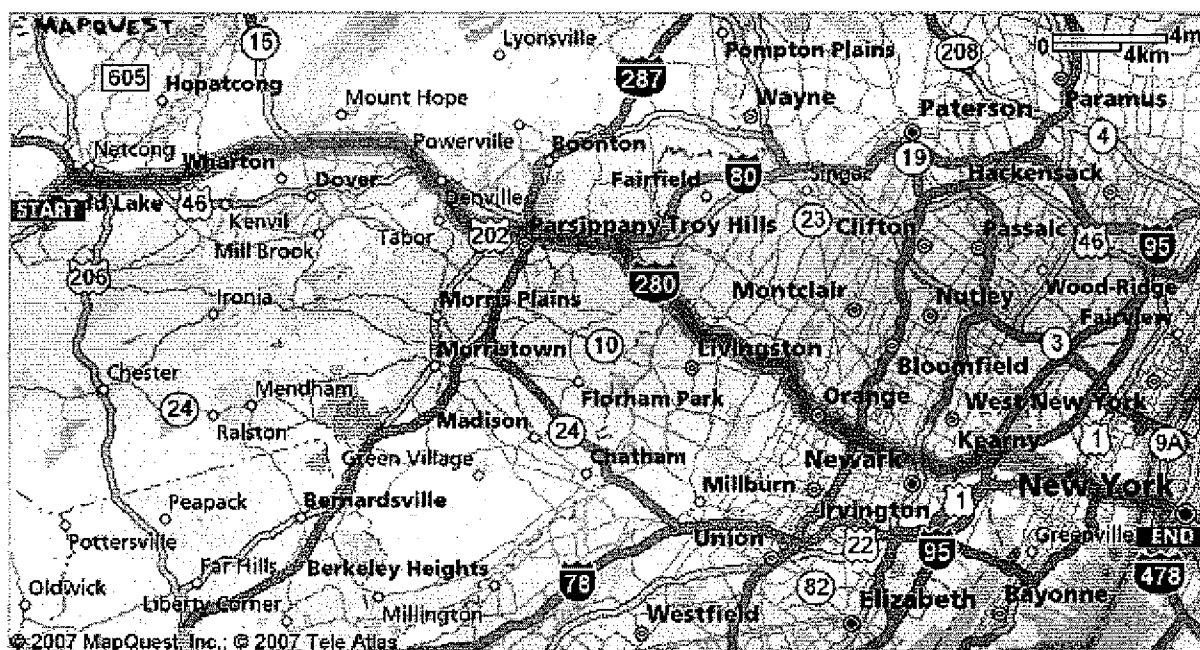 MAPQUEST
15
Lyonsville
Pompton Plains
208
0
4mi
4km
605
Hopatcong
287
Mount Hope
Wayne
Paterson
Paramus
4
Netcong
Wharton
Powerville
Boonton
19
Dover
Denville
Fairfield
80
Singac
Hackensack
START
Lake
46
Kenvil
Tabor
202
Parsippany Troy Hills
23
Clifton
Passaic
46
95
Mill Brook
206
280
Montclair
Nutley
Wood-Ridge
Ironia
Morris Plains
Fairview
Morristown
10
Livingston
3
Bloomfield
Chester
Mendham
24
Florham Park
Orange
West New York
Ralston
Madison
24
Kearny
1
9A
Green Village
Chatham
Newark
Peapack
Bernardsville
Millburn
1
New York
Irvington
Pottersville
Union
22
95
Greenville
END
Far Hills
Berkeley Heights
78
478
Oldwick
Liberty Corner
Millington
82
Elizabeth
Bayonne
Westfield
© 2007 MapQuest, Inc.; © 2007 Tele Atlas